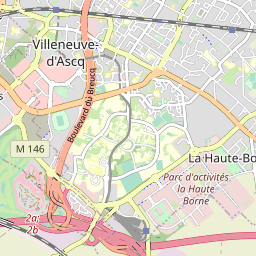 Villeneuve-
d'Ascq
Boulevard du Breucq
M 146
La Haute-Bo
Parc d'activités
la Haute
Borne
2a;
2b